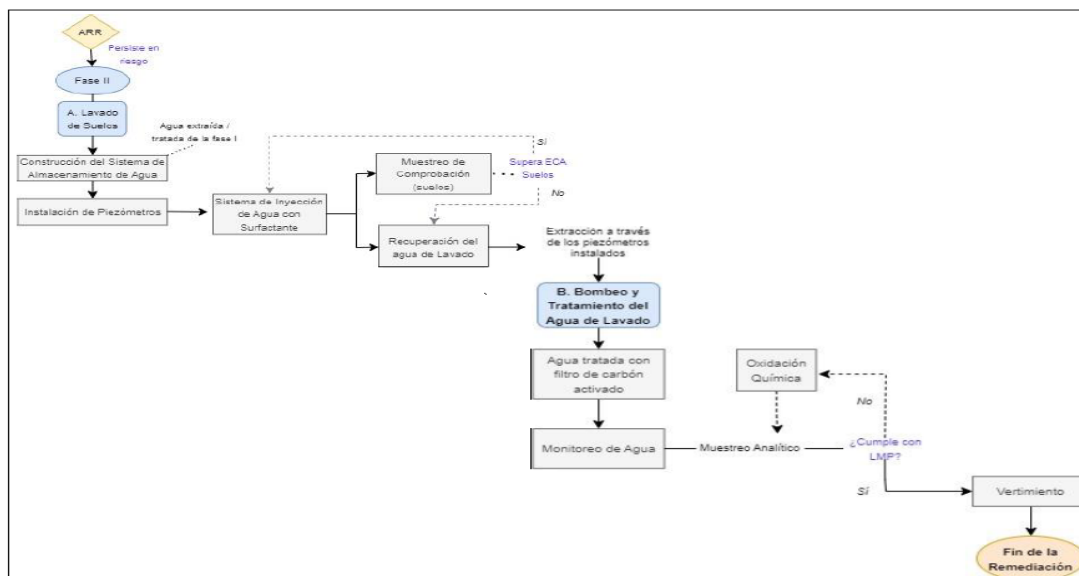 ARR
Persiste en
riesgo
Fase II
A. Lavado
de Suelos
Agua extraída /
tratada de la fase I
Construcción del Sistema de
Almacenamiento de Agua
Instalación de Piezómetros
Sistema de Inyección
de Agua con
Surfactante
Muestreo de
Comprobación
(suelos)
Sí
Supera ECA
Suelos
No
Recuperación del
agua de Lavado
Extracción a través
de los piezómetros
instalados
B. Bombeo y
Tratamiento del
Agua de Lavado
Agua tratada con
filtro de carbón
activado
Oxidación
Química
No
Monitoreo de Agua
Muestreo Analítico
¿Cumple con
LMP?
Sí
Vertimiento
Fin de la
Remediación